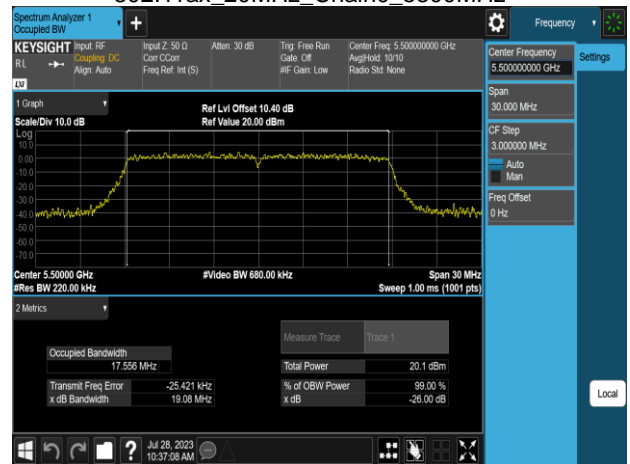 Spectrum Analyzer 1
Occupied BW
+
Frequency
KEYSIGHT
RL
LXI
Input: RF
Coupling: DC
Align: Auto
Input Z: 50 Ω
Corr CCorr
Freq Ref: Int (S)
Atten: 30 dB
Trig: Free Run
Gate: Off
#IF Gain: Low
Center Freq: 5.500000000 GHz
Avg|Hold: 10/10
Radio Std: None
Center Frequency
5.500000000 GHz
Settings
Span
30.000 MHz
CF Step
3.000000 MHz
Auto
Man
Freq Offset
0 Hz
1 Graph
Scale/Div 10.0 dB
Ref Lvl Offset 10.40 dB
Ref Value 20.00 dBm
Log
10.0
0.00
-10.0
-20.0
-30.0
-40.0
-50.0
-60.0
-70.0
Center 5.50000 GHz
#Video BW 680.00 kHz
Span 30 MHz
#Res BW 220.00 kHz
Sweep 1.00 ms (1001 pts)
2 Metrics
Measure Trace
Trace 1
Occupied Bandwidth
17.556 MHz
Total Power
20.1 dBm
Transmit Freq Error
-25.421 kHz
% of OBW Power
99.00 %
x dB Bandwidth
19.08 MHz
x dB
-26.00 dB
Local
?
Jul 28, 2023
10:37:08 AM